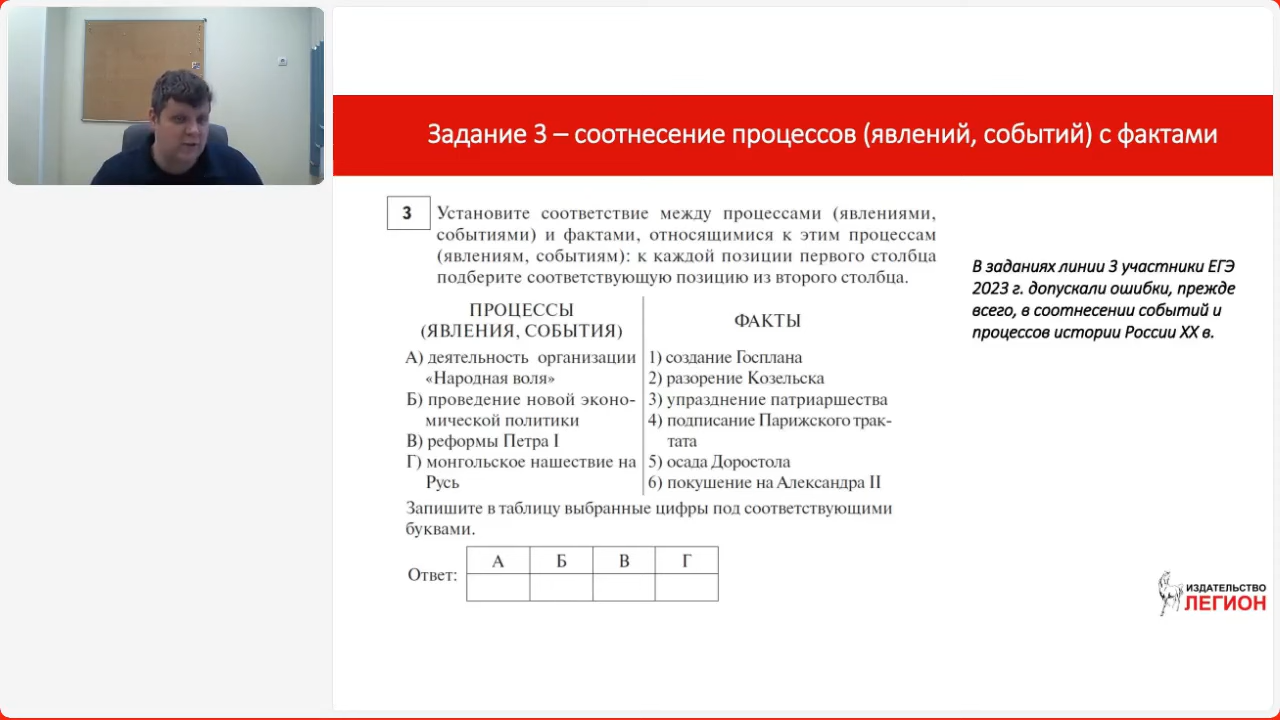 Задание 3 – соотнесение процессов (явлений, событий) с фактами
3
Установите соответствие между процессами (явлениями,
событиями) и фактами, относящимися к этим процессам
(явлениям, событиям): к каждой позиции первого столбца
подберите соответствующую позицию из второго столбца.
ПРОЦЕССЫ
(ЯВЛЕНИЯ, СОБЫТИЯ)
А) деятельность организации
«Народная воля»
Б) проведение новой эконо-
мической политики
В) реформы Петра I
Г) монгольское нашествие на
Русь
ФАКТЫ
1) создание Госплана
2) разорение Козельска
3) упразднение патриаршества
4) подписание Парижского трак-
тата
5) осада Доростола
6) покушение на Александра II
Запишите в таблицу выбранные цифры под соответствующими
буквами.
Ответ:
А Б В Г
В заданиях линии 3 участники ЕГЭ
2023 г. допускали ошибки, прежде
всего, в соотнесении событий и
процессов истории России XX в.
ИЗДАТЕЛЬСТВО
ЛЕГИОН